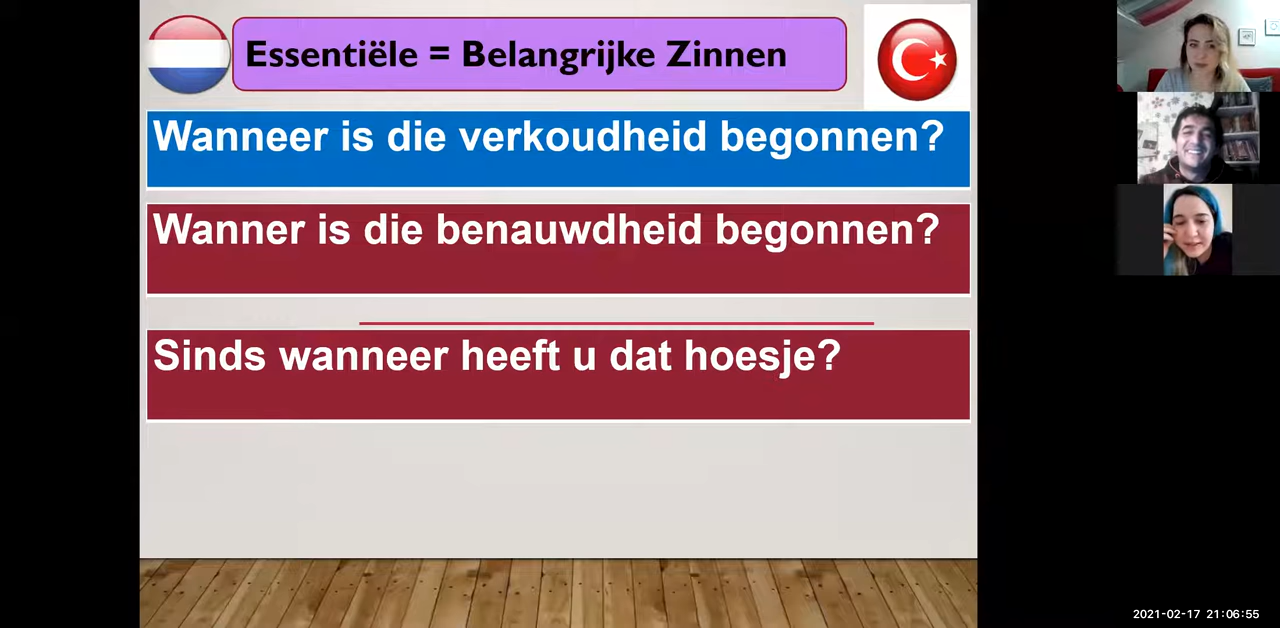 Essentiële = Belangrijke Zinnen
Wanneer is die verkoudheid begonnen?
Wanner is die benauwdheid begonnen?
Sinds wanneer heeft u dat hoesje?
2021-02-17 21:06:55